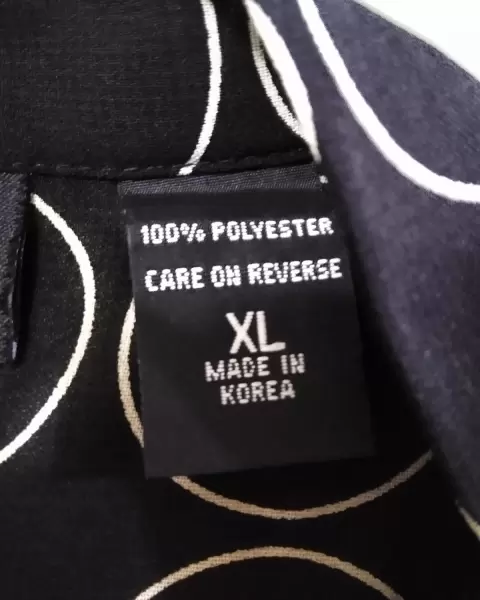 100% POLYESTER
CARE ON REVERSE
XL
MADE IN
KOREA